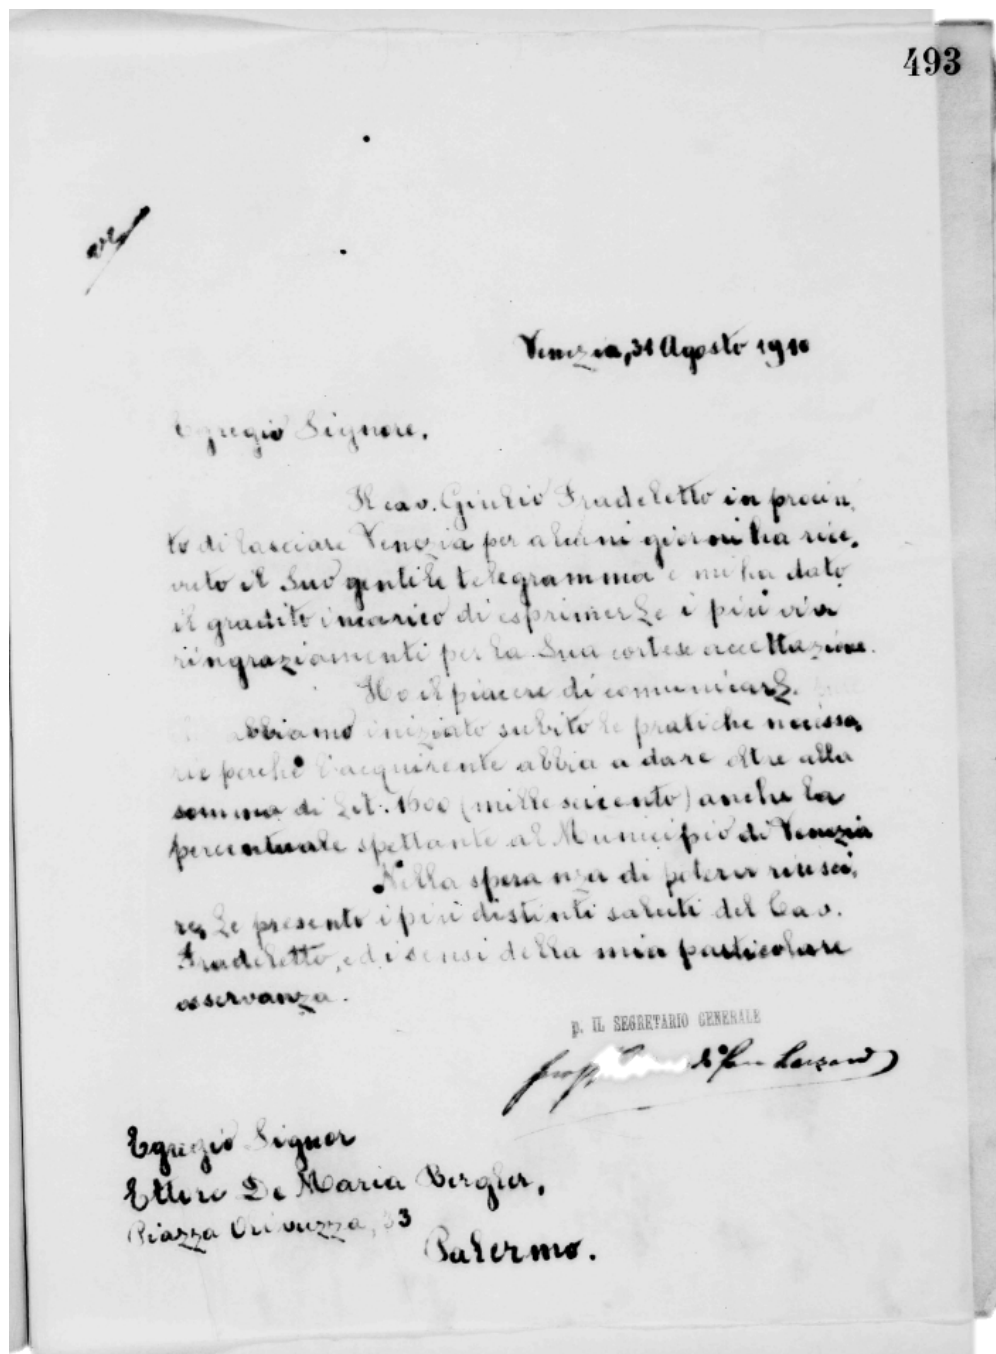 493
Venezia, 31 Agosto 1910
Egregio Signore.
Il cav. Giulio Fradeletto in procin,
to di lasciare Venezia per alcuni giorni ha rice,
vuto il Suo gentile telegramma e mi ha dato
il gradito incarico di esprimerLe i più vivi
ringraziamenti per la Sua cortese accettazione.
Ho il piacere di comunicarLe
abbiamo iniziato subito le pratiche necessa,
rie perchè l'acquirente abbia a dare oltre alla
somma di Lit. 1600 (milleseicento) anche la
percentuale spettante al Municipio di Venezia
Nella speranza di poter riusci,
re, Le presento i più distinti saluti del Cav.
Fradeletto, ed i sensi della mia particolare
osservanza.
p. IL SEGRETARIO GENERALE
Egregio Signor
Ettore De Maria Bergler,
Piazza Olivuzza, 33
Palermo.